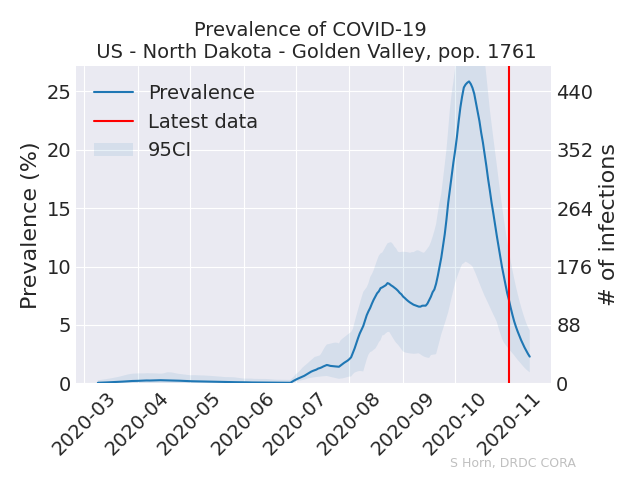 Prevalence of COVID-19
US - North Dakota - Golden Valley, pop. 1761
Prevalence
Latest data
95CI
Prevalence (%)
25
20
15
10
5
0
# of infections
440
352
264
176
88
0
2020-03
2020-04
2020-05
2020-06
2020-07
2020-08
2020-09
2020-10
2020-11
S Horn, DRDC CORA